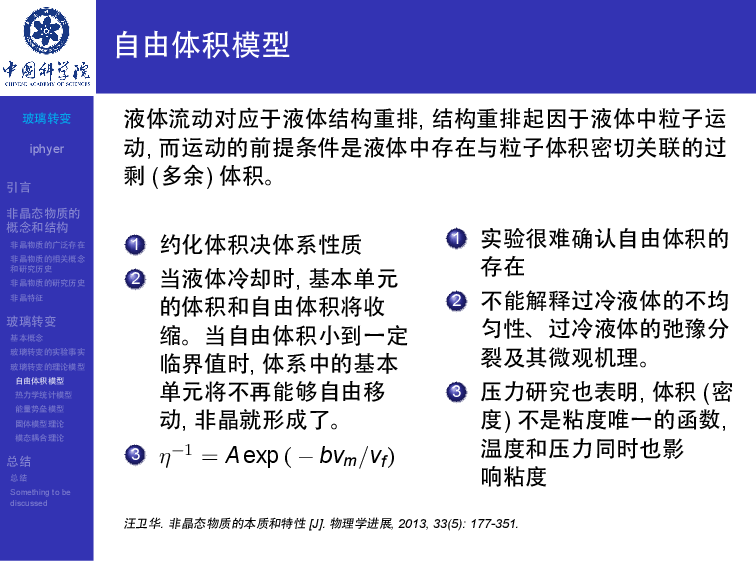 自由体积模型
中国科学院
CHINESE ACADEMY OF SCIENCES
玻璃转变
iphyer
引言
非晶态物质的
概念和结构
非晶物质的广泛存在
非晶物质的相关概念
和研究历史
非晶物质的研究历史
非晶特征
玻璃转变
基本概念
玻璃转变的实验事实
玻璃转变的理论模型
自由体积模型
热力学统计模型
能量势垒模型
固体模型理论
模态耦合理论
总结
总结
Something to be
discussed
液体流动对应于液体结构重排, 结构重排起因于液体中粒子运
动, 而运动的前提条件是液体中存在与粒子体积密切关联的过
剩 (多余) 体积。
1 约化体积决体系性质
2 当液体冷却时, 基本单元
的体积和自由体积将收
缩。当自由体积小到一定
临界值时, 体系中的基本
单元将不再能够自由移
动, 非晶就形成了。
3 η⁻¹ = A exp ( − bvₘ/v_f)
1 实验很难确认自由体积的
存在
2 不能解释过冷液体的不均
匀性、过冷液体的弛豫分
裂及其微观机理。
3 压力研究也表明, 体积 (密
度) 不是粘度唯一的函数,
温度和压力同时也影
响粘度
汪卫华. 非晶态物质的本质和特性 [J]. 物理学进展, 2013, 33(5): 177-351.